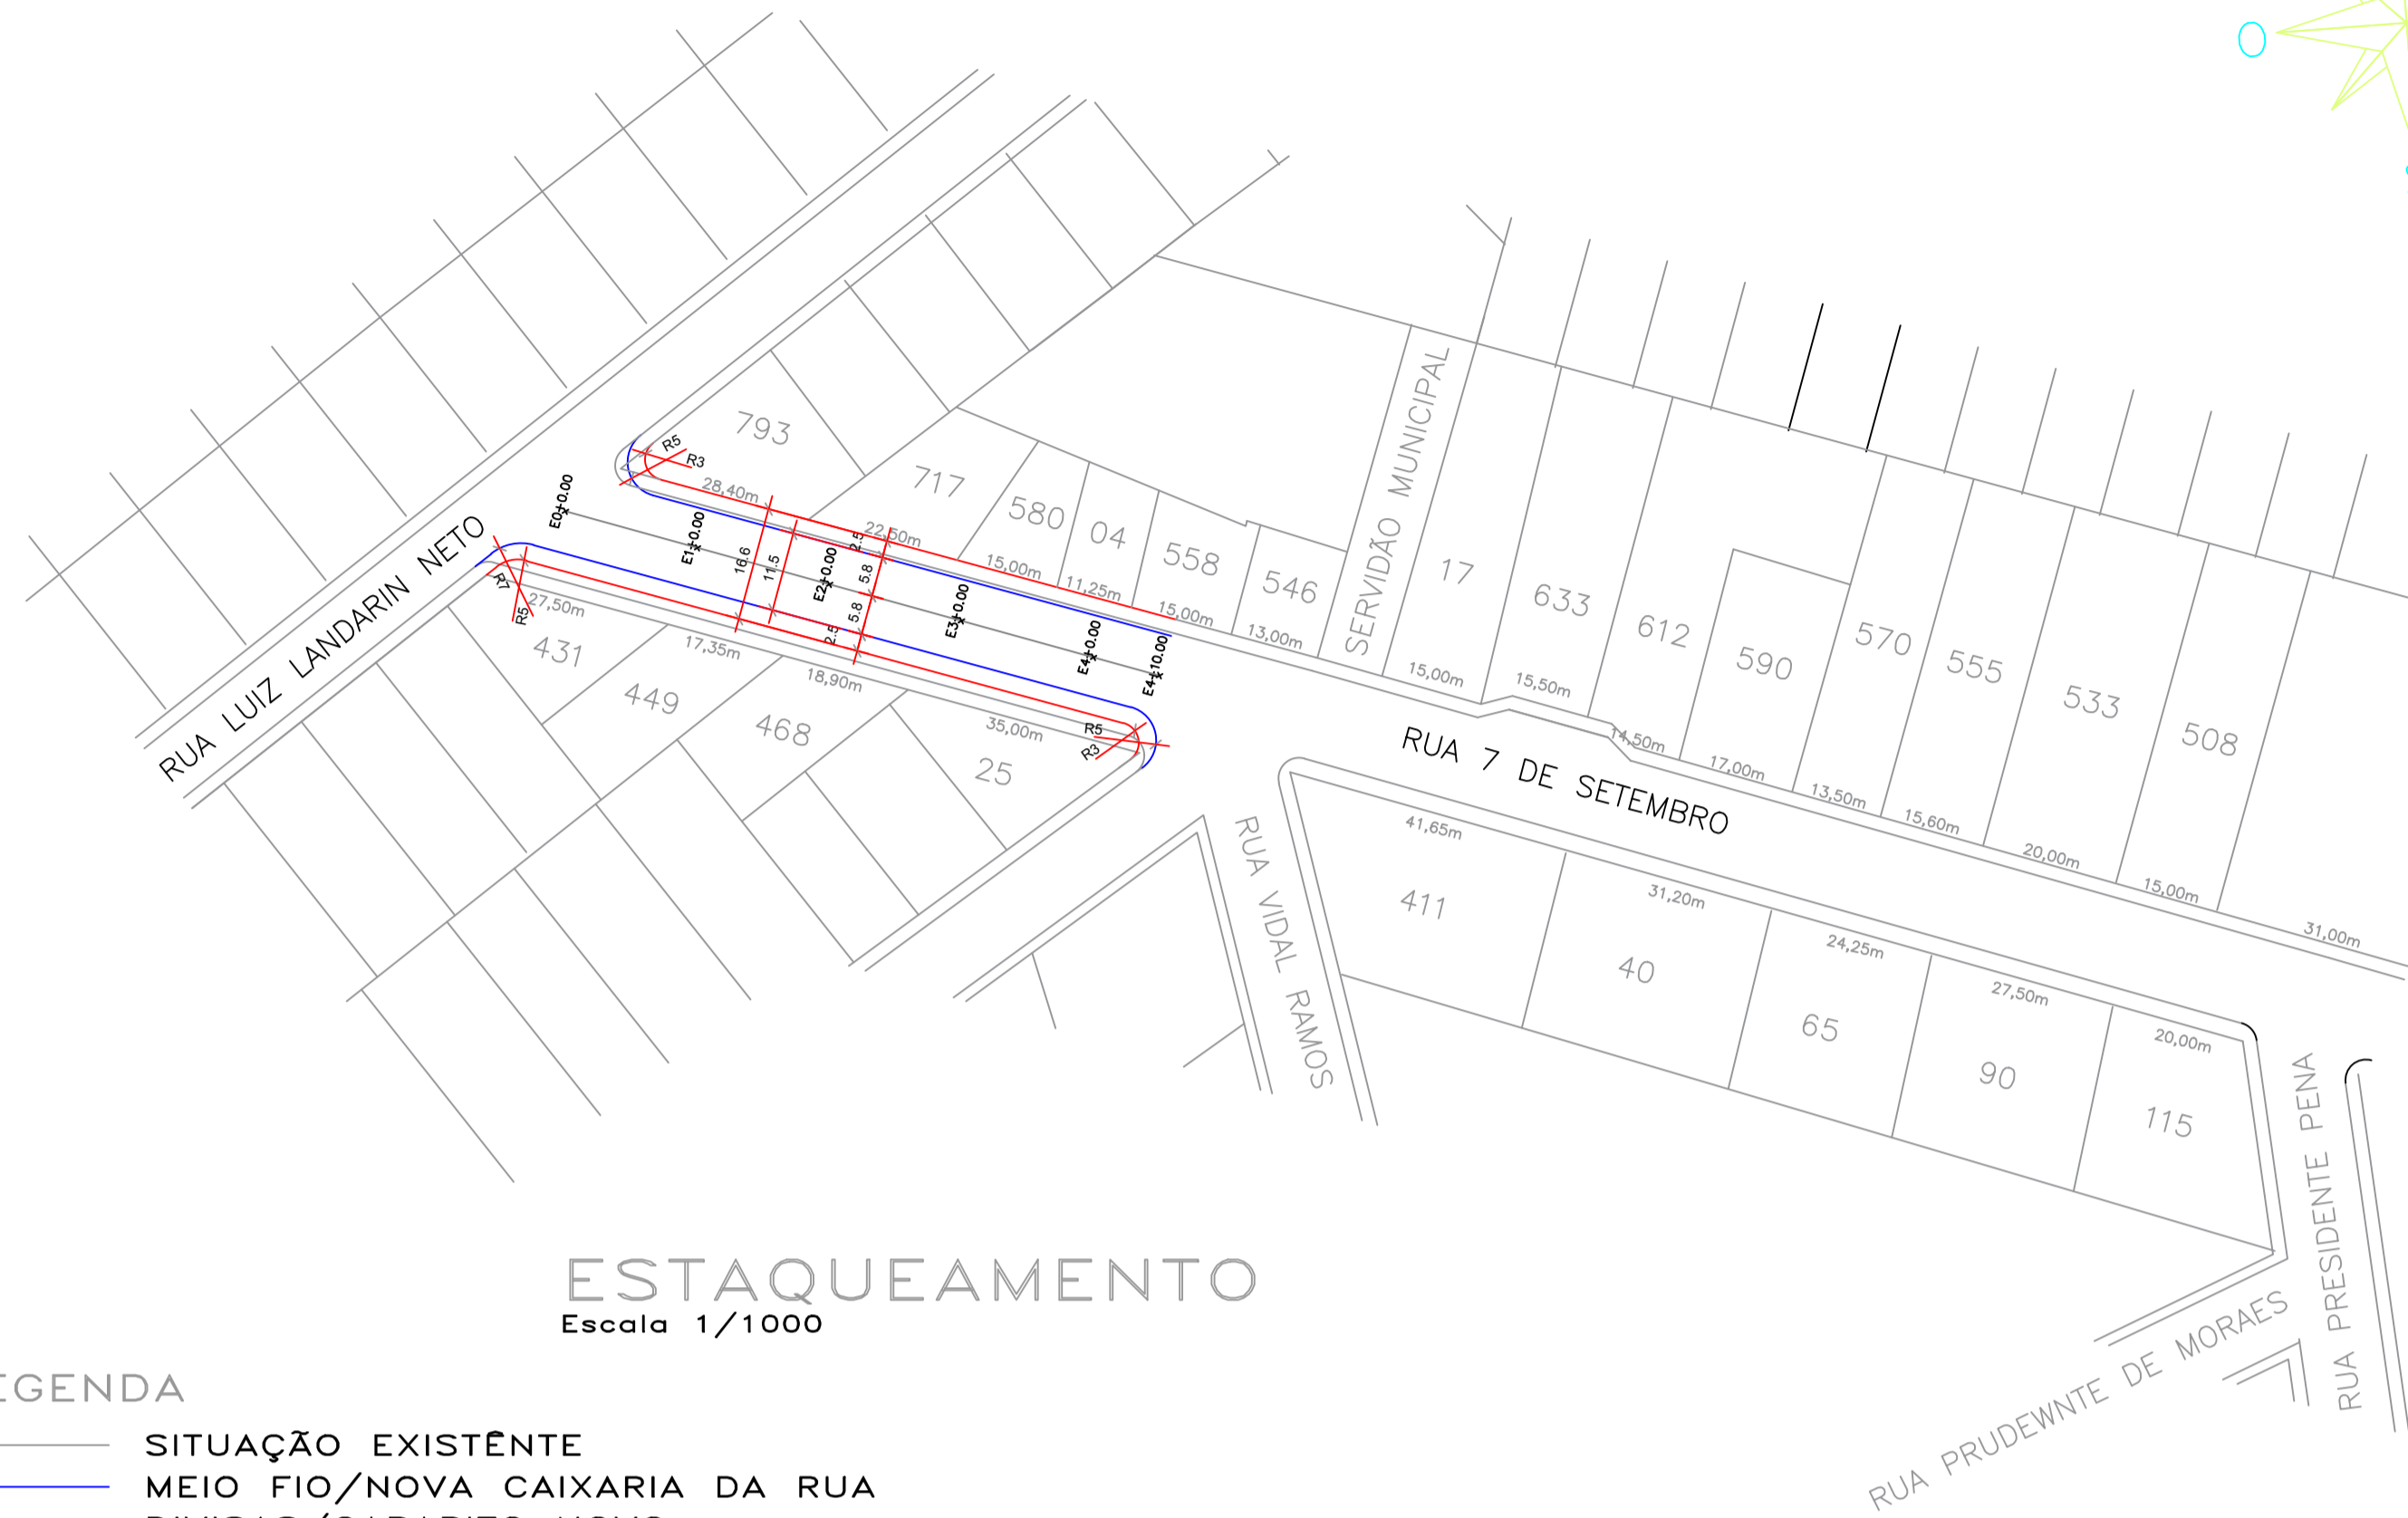 793
717
580
04
558
546
SERVIDÃO MUNICIPAL
17
633
612
590
570
555
533
508
R5
R3
28,40m
22,50m
15,00m
11,25m
15,00m
13,00m
15,00m
15,50m
14,50m
17,00m
13,50m
15,60m
20,00m
15,00m
31,00m
E0+0.00
E1+0.00
E2+0.00
E3+0.00
E4+0.00
E4+10.00
16.6
11.5
2.5
5.8
5.8
2.5
RUA LUIZ LANDARIN NETO
R7
R5
27,50m
17,35m
18,90m
35,00m
R5
R3
431
449
468
25
RUA 7 DE SETEMBRO
RUA VIDAL RAMOS
41,65m
31,20m
24,25m
27,50m
20,00m
411
40
65
90
115
RUA PRESIDENTE PENA
RUA PRUDEWNTE DE MORAES
ESTAQUEAMENTO
Escala 1/1000
EGENDA
SITUAÇÃO EXISTÊNTE
MEIO FIO/NOVA CAIXARIA DA RUA